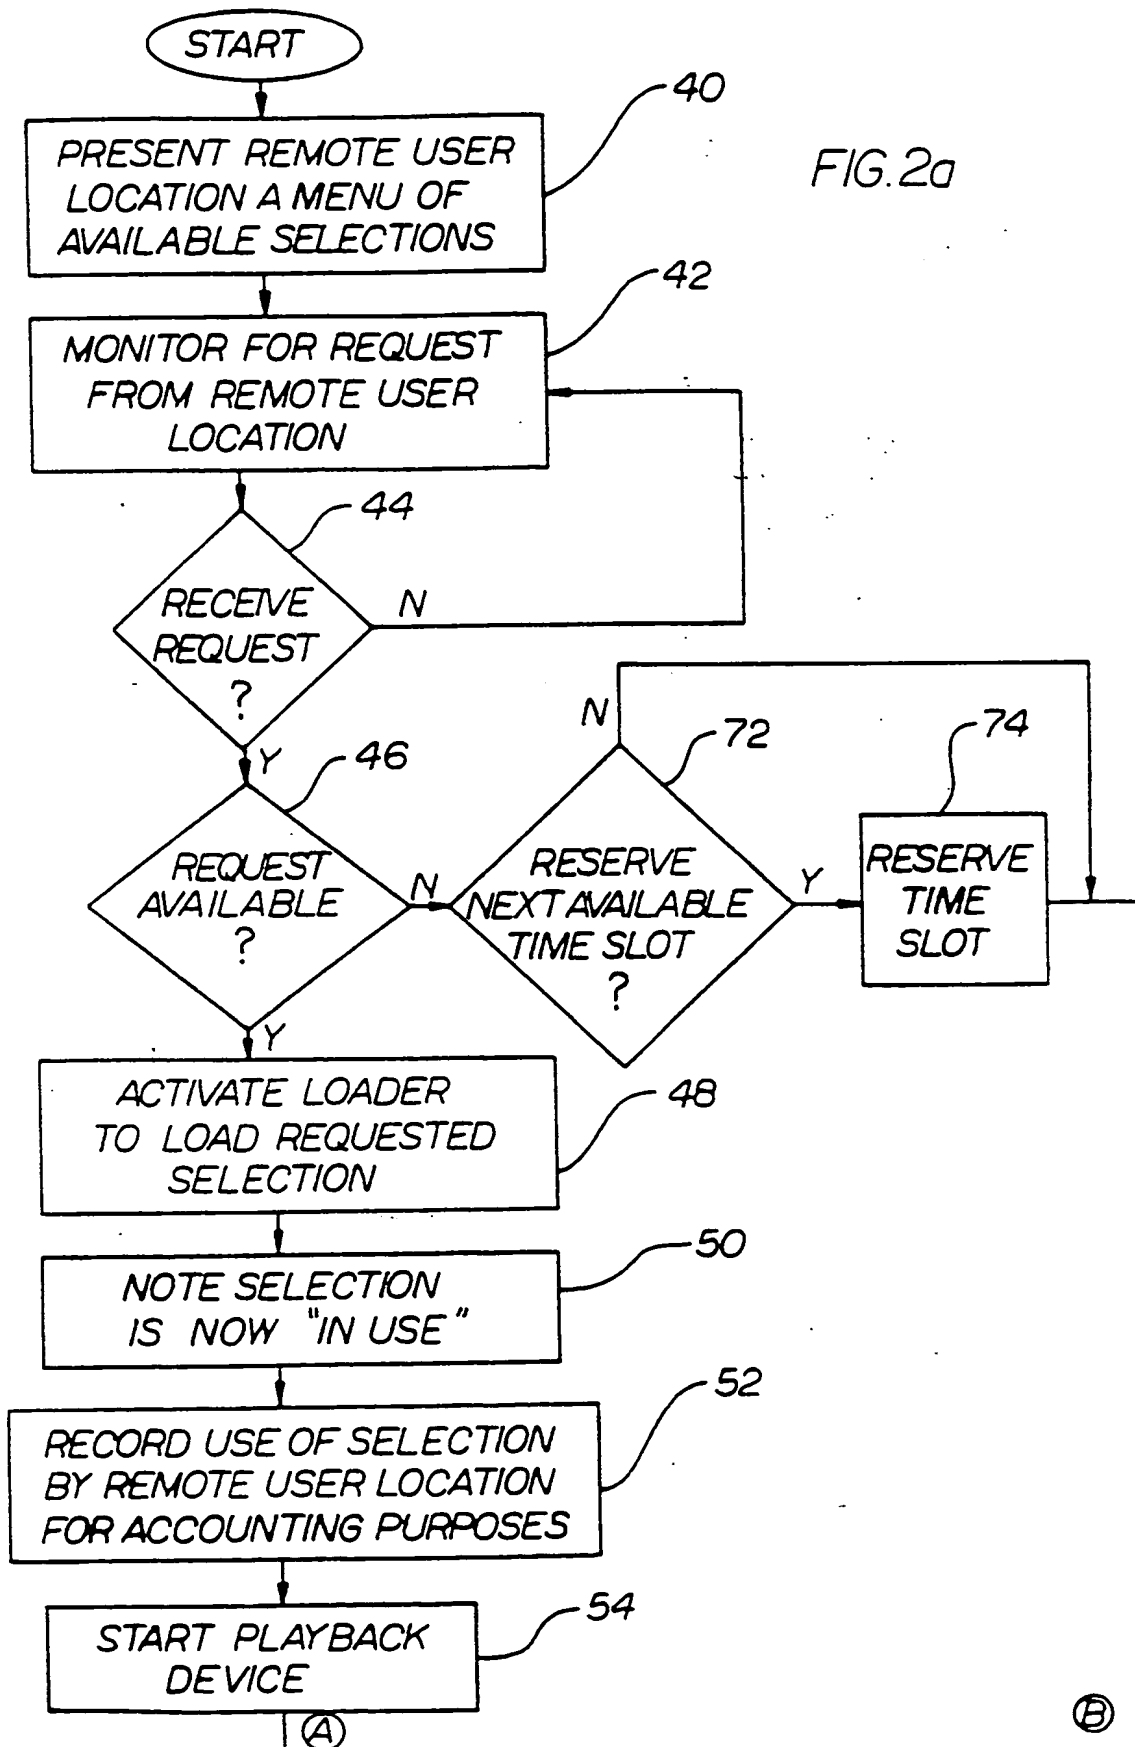 START
40
PRESENT REMOTE USER
LOCATION A MENU OF
AVAILABLE SELECTIONS
FIG. 2a
42
MONITOR FOR REQUEST
FROM REMOTE USER
LOCATION
44
RECEIVE
REQUEST
?
N
Y
46
REQUEST
AVAILABLE
?
N
Y
72
N
RESERVE
NEXT AVAILABLE
TIME SLOT
?
Y
74
RESERVE
TIME
SLOT
48
ACTIVATE LOADER
TO LOAD REQUESTED
SELECTION
50
NOTE SELECTION
IS NOW "IN USE"
52
RECORD USE OF SELECTION
BY REMOTE USER LOCATION
FOR ACCOUNTING PURPOSES
54
START PLAYBACK
DEVICE
A
B